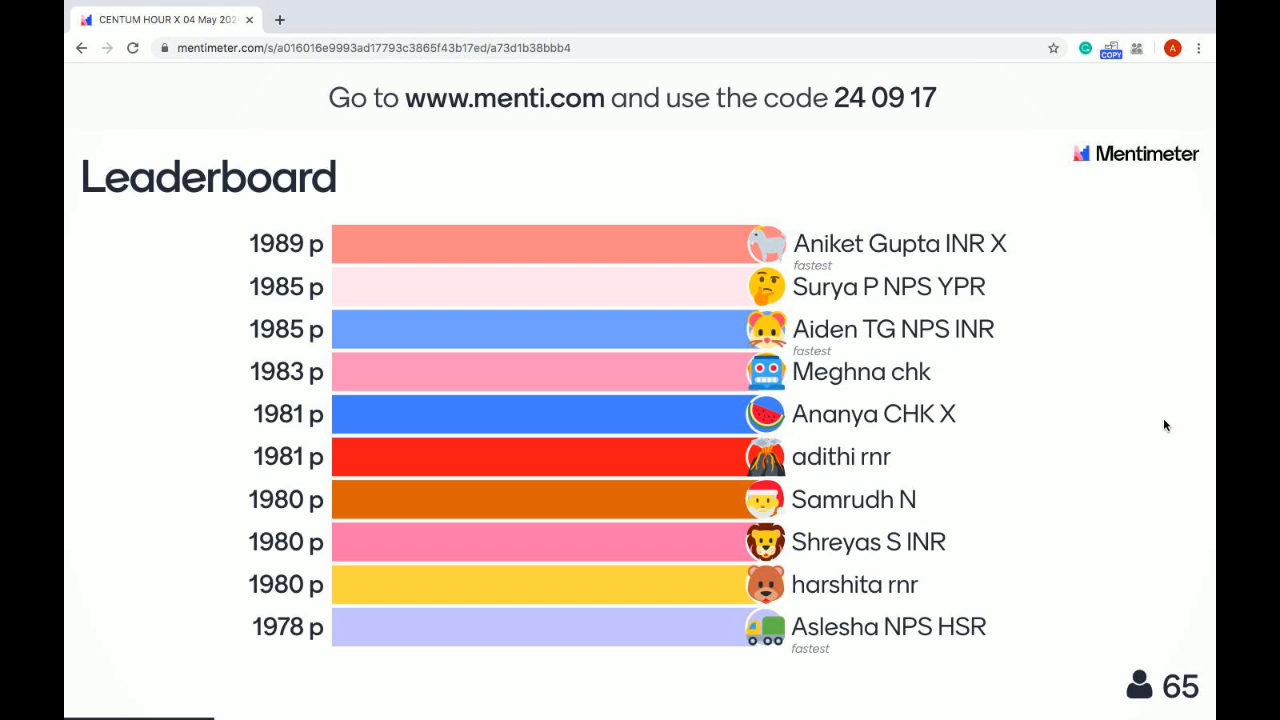 CENTUM HOUR X 04 May 202
mentimeter.com/s/a016016e9993ad17793c3865f43b17ed/a73d1b38bbb4
COPY
A
Go to www.menti.com and use the code 24 09 17
Mentimeter
Leaderboard
1989 p Aniket Gupta INR X
fastest
1985 p Surya P NPS YPR
1985 p Aiden TG NPS INR
fastest
1983 p Meghna chk
1981 p Ananya CHK X
1981 p adithi rnr
1980 p Samrudh N
1980 p Shreyas S INR
1980 p harshita rnr
1978 p Aslesha NPS HSR
fastest
65